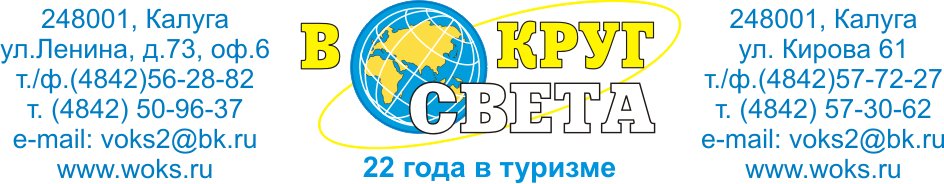 248001, Калуга
ул.Ленина, д.73, оф.6
т./ф.(4842)56-28-82
т. (4842) 50-96-37
e-mail: voks2@bk.ru
www.woks.ru
В КРУГ
СВЕТА
22 года в туризме
248001, Калуга
ул. Кирова 61
т./ф.(4842)57-72-27
т. (4842) 57-30-62
e-mail: voks2@bk.ru
www.woks.ru